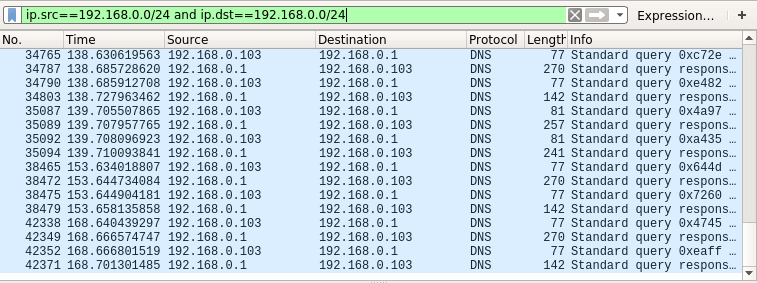 ip.src==192.168.0.0/24 and ip.dst==192.168.0.0/24 Expression… +
No. Time Source Destination Protocol Length Info
34765 138.630619563 192.168.0.103 192.168.0.1 DNS 77 Standard query 0xc72e …
34787 138.685728620 192.168.0.1 192.168.0.103 DNS 270 Standard query respons…
34790 138.685912708 192.168.0.103 192.168.0.1 DNS 77 Standard query 0xe482 …
34803 138.727963462 192.168.0.1 192.168.0.103 DNS 142 Standard query respons…
35087 139.705507865 192.168.0.103 192.168.0.1 DNS 81 Standard query 0x4a97 …
35089 139.707957765 192.168.0.1 192.168.0.103 DNS 257 Standard query respons…
35092 139.708096923 192.168.0.103 192.168.0.1 DNS 81 Standard query 0xa435 …
35094 139.710093841 192.168.0.1 192.168.0.103 DNS 241 Standard query respons…
38465 153.634018807 192.168.0.103 192.168.0.1 DNS 77 Standard query 0x644d …
38472 153.644734084 192.168.0.1 192.168.0.103 DNS 270 Standard query respons…
38475 153.644904181 192.168.0.103 192.168.0.1 DNS 77 Standard query 0x7260 …
38479 153.658135858 192.168.0.1 192.168.0.103 DNS 142 Standard query respons…
42338 168.640439297 192.168.0.103 192.168.0.1 DNS 77 Standard query 0x4745 …
42349 168.666574747 192.168.0.1 192.168.0.103 DNS 270 Standard query respons…
42352 168.666801519 192.168.0.103 192.168.0.1 DNS 77 Standard query 0xeaff …
42371 168.701301485 192.168.0.1 192.168.0.103 DNS 142 Standard query respons…